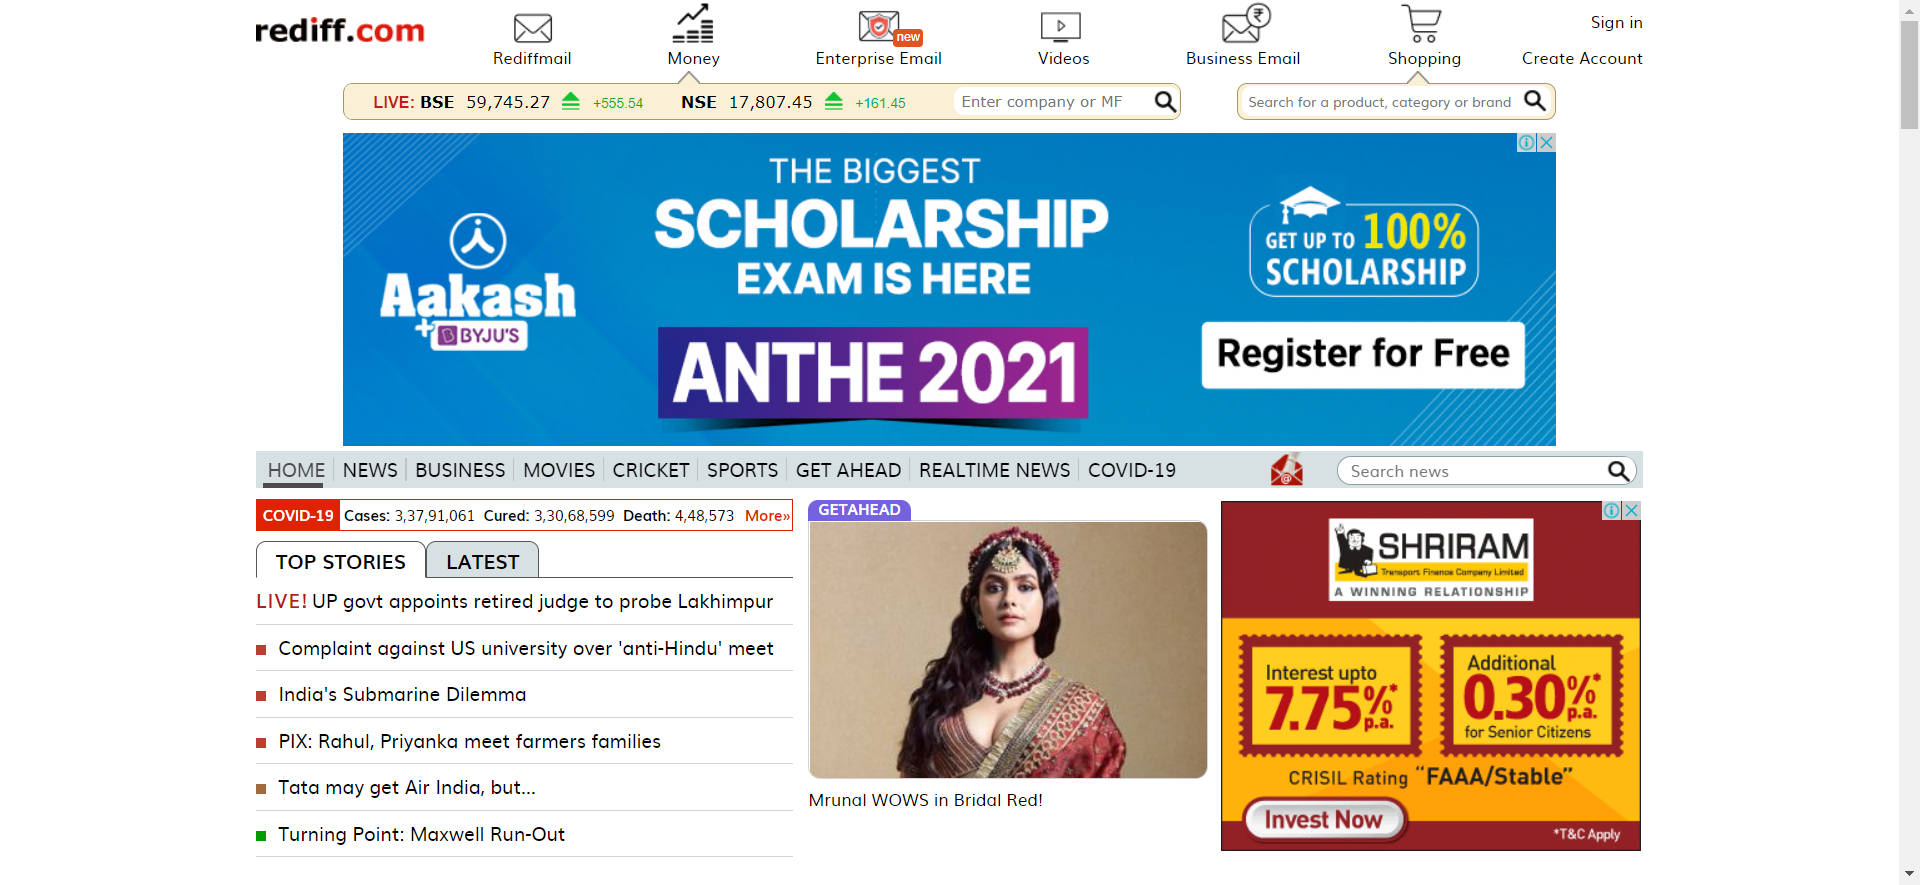 rediff.com
Rediffmail
Money
new
Enterprise Email
Videos
₹
Business Email
Shopping
Sign in
Create Account
LIVE: BSE 59,745.27 +555.54 NSE 17,807.45 +161.45
Enter company or MF
Search for a product, category or brand
THE BIGGEST
SCHOLARSHIP
EXAM IS HERE
ANTHE 2021
Aakash
+ B BYJU'S
GET UP TO 100%
SCHOLARSHIP
Register for Free
HOME NEWS BUSINESS MOVIES CRICKET SPORTS GET AHEAD REALTIME NEWS COVID-19
@
Search news
COVID-19 Cases: 3,37,91,061 Cured: 3,30,68,599 Death: 4,48,573 More»
TOP STORIES LATEST
LIVE! UP govt appoints retired judge to probe Lakhimpur
Complaint against US university over 'anti-Hindu' meet
India's Submarine Dilemma
PIX: Rahul, Priyanka meet farmers families
Tata may get Air India, but...
Turning Point: Maxwell Run-Out
GETAHEAD
Mrunal WOWS in Bridal Red!
SHRIRAM
Transport Finance Company Limited
A WINNING RELATIONSHIP
Interest upto
7.75%*
p.a.
Additional
0.30%*
p.a.
for Senior Citizens
CRISIL Rating "FAAA/Stable"
Invest Now
*T&C Apply